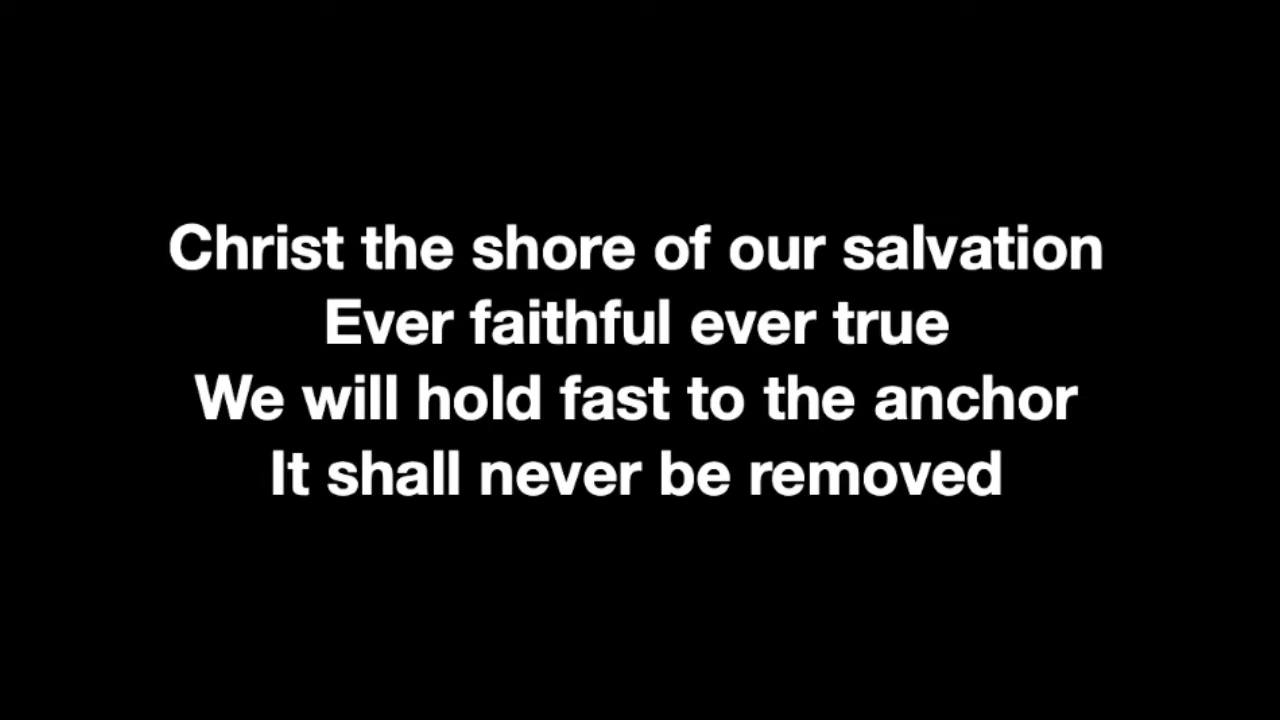 Christ the shore of our salvation
Ever faithful ever true
We will hold fast to the anchor
It shall never be removed